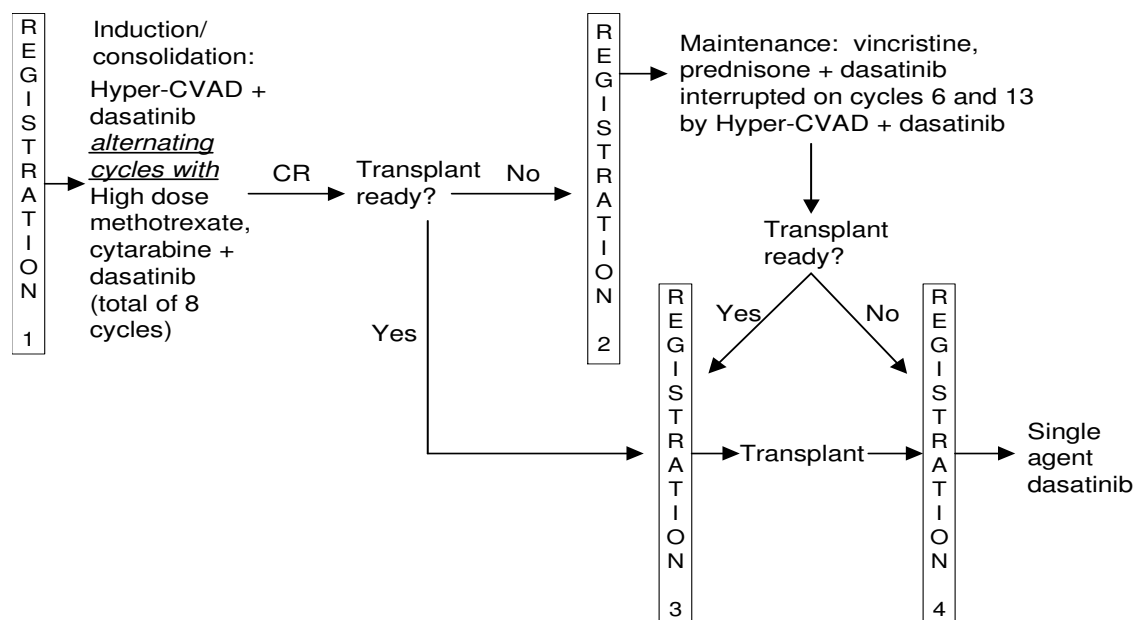 REGISTRATION 1
Induction/
consolidation:
Hyper-CVAD +
dasatinib
alternating
cycles with
High dose
methotrexate,
cytarabine +
dasatinib
(total of 8
cycles)
CR
Transplant
ready?
No
Yes
REGISTRATION 2
Maintenance: vincristine,
prednisone + dasatinib
interrupted on cycles 6 and 13
by Hyper-CVAD + dasatinib
Transplant
ready?
Yes
No
REGISTRATION 3
Transplant
REGISTRATION 4
Single
agent
dasatinib